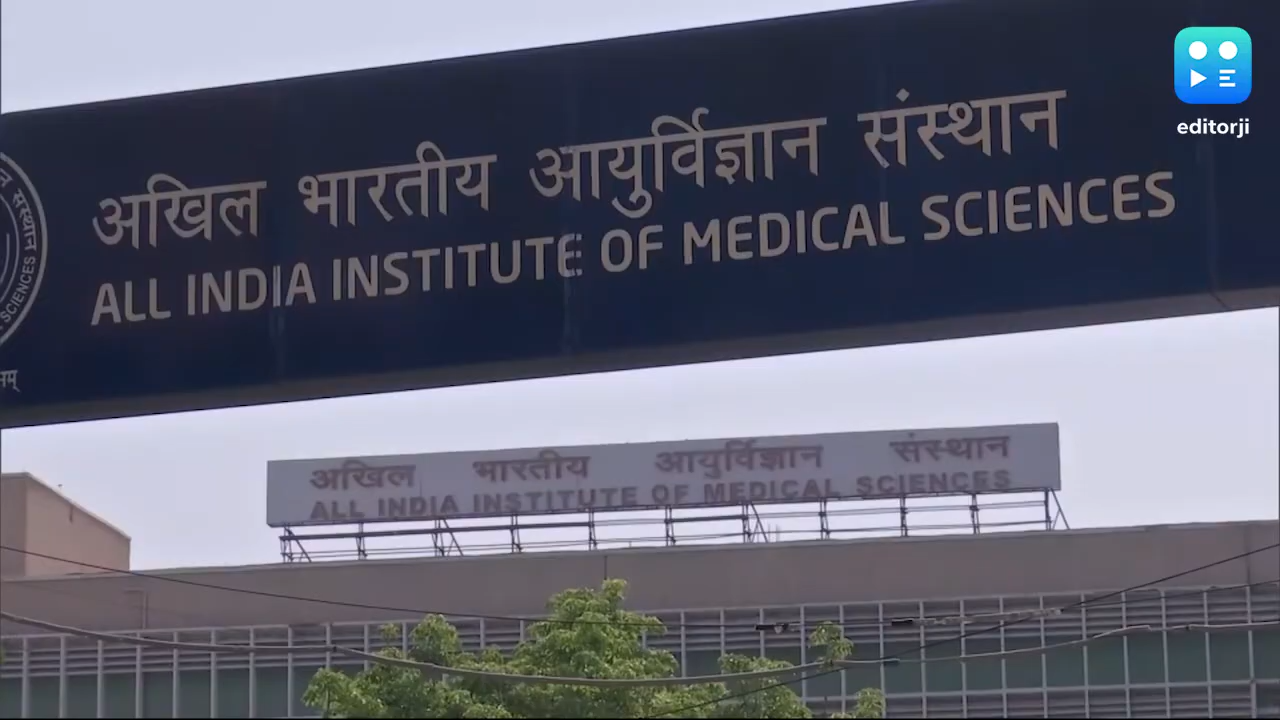 editorji
अखिल भारतीय आयुर्विज्ञान संस्थान
ALL INDIA INSTITUTE OF MEDICAL SCIENCES
संस्थान
SCIENCES
अखिल भारतीय आयुर्विज्ञान संस्थान
ALL INDIA INSTITUTE OF MEDICAL SCIENCES